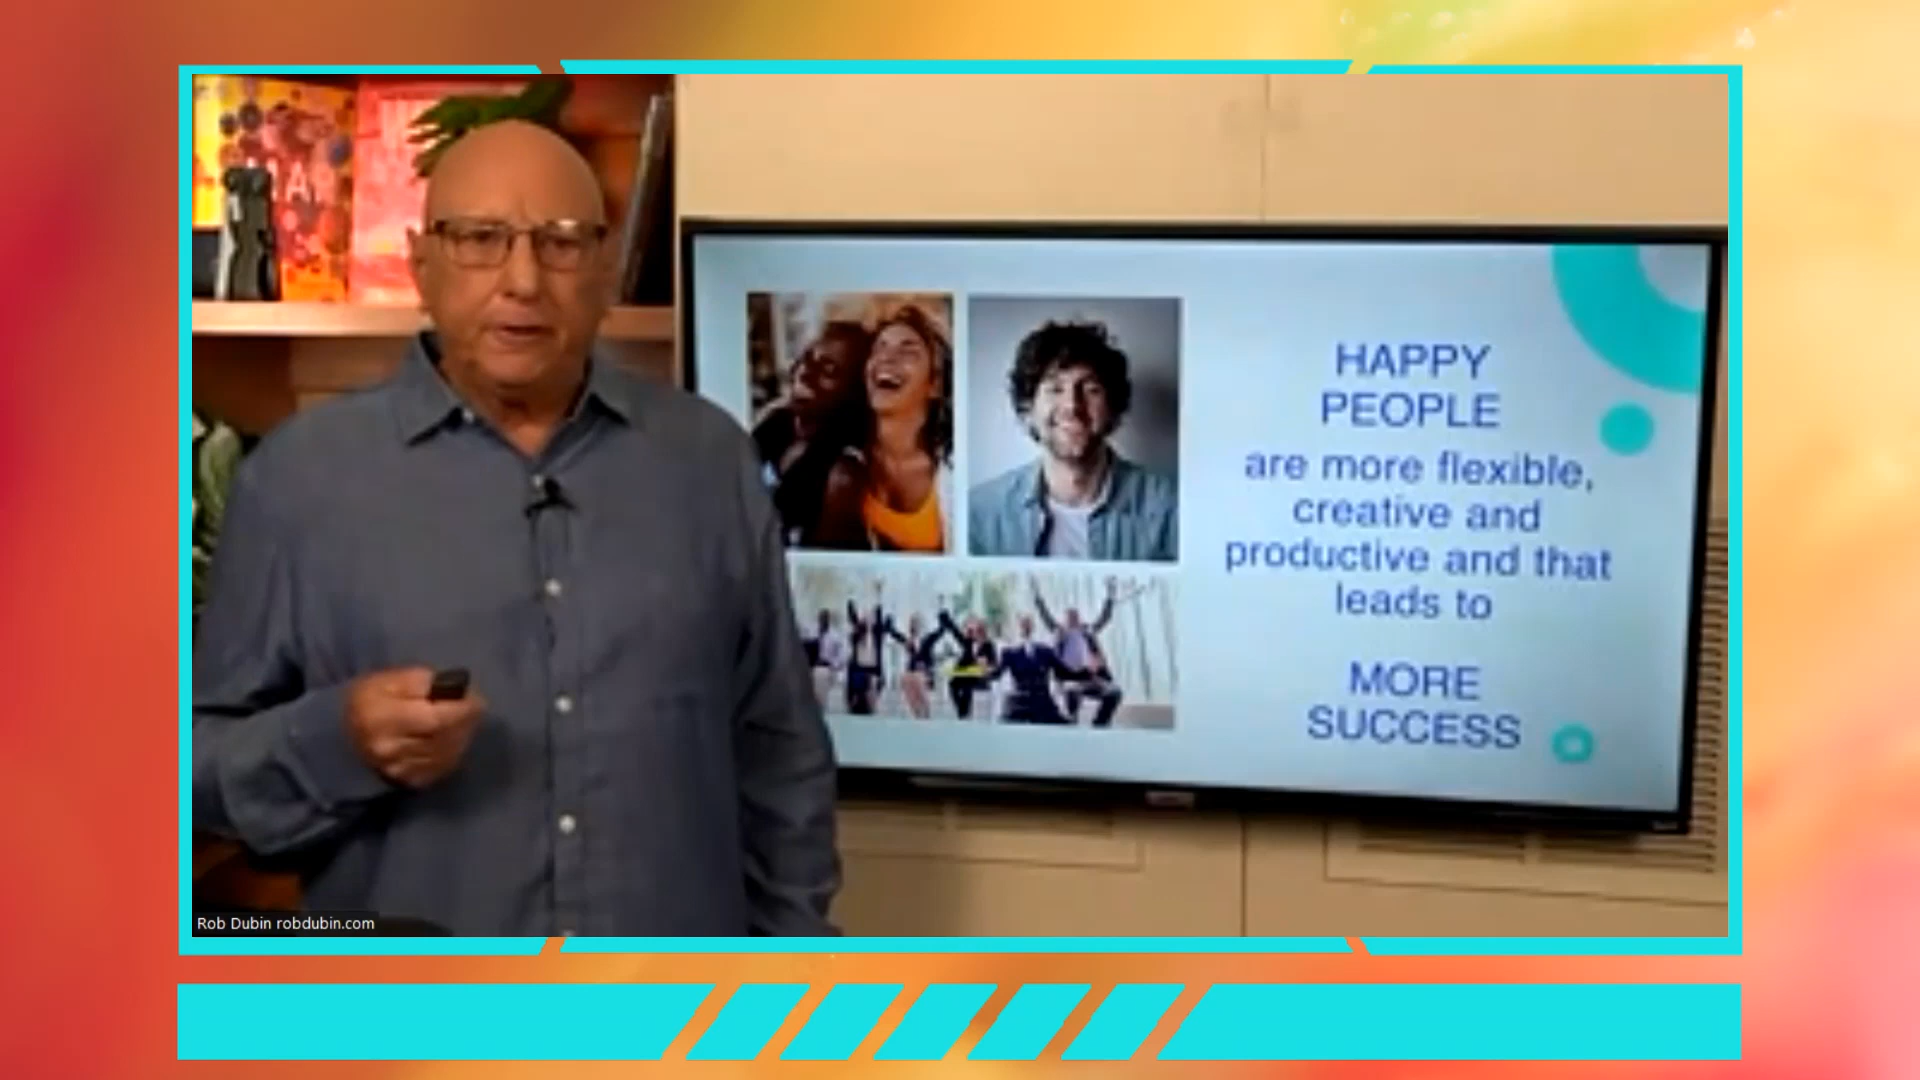 HAPPY
PEOPLE
are more flexible,
creative and
productive and that
leads to
MORE
SUCCESS
Rob Dubin robdubin.com